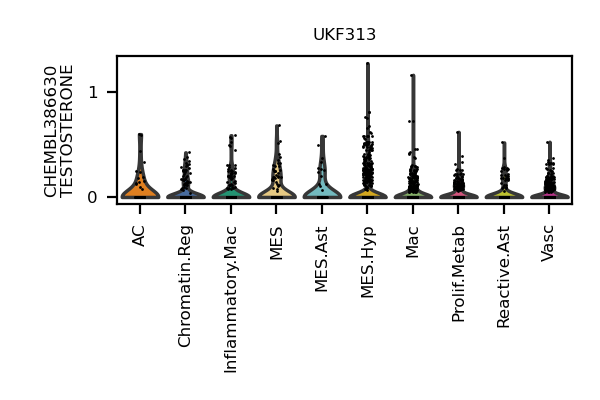 UKF313
CHEMBL386630
TESTOSTERONE
1
0
AC
Chromatin.Reg
Inflammatory.Mac
MES
MES.Ast
MES.Hyp
Mac
Prolif.Metab
Reactive.Ast
Vasc